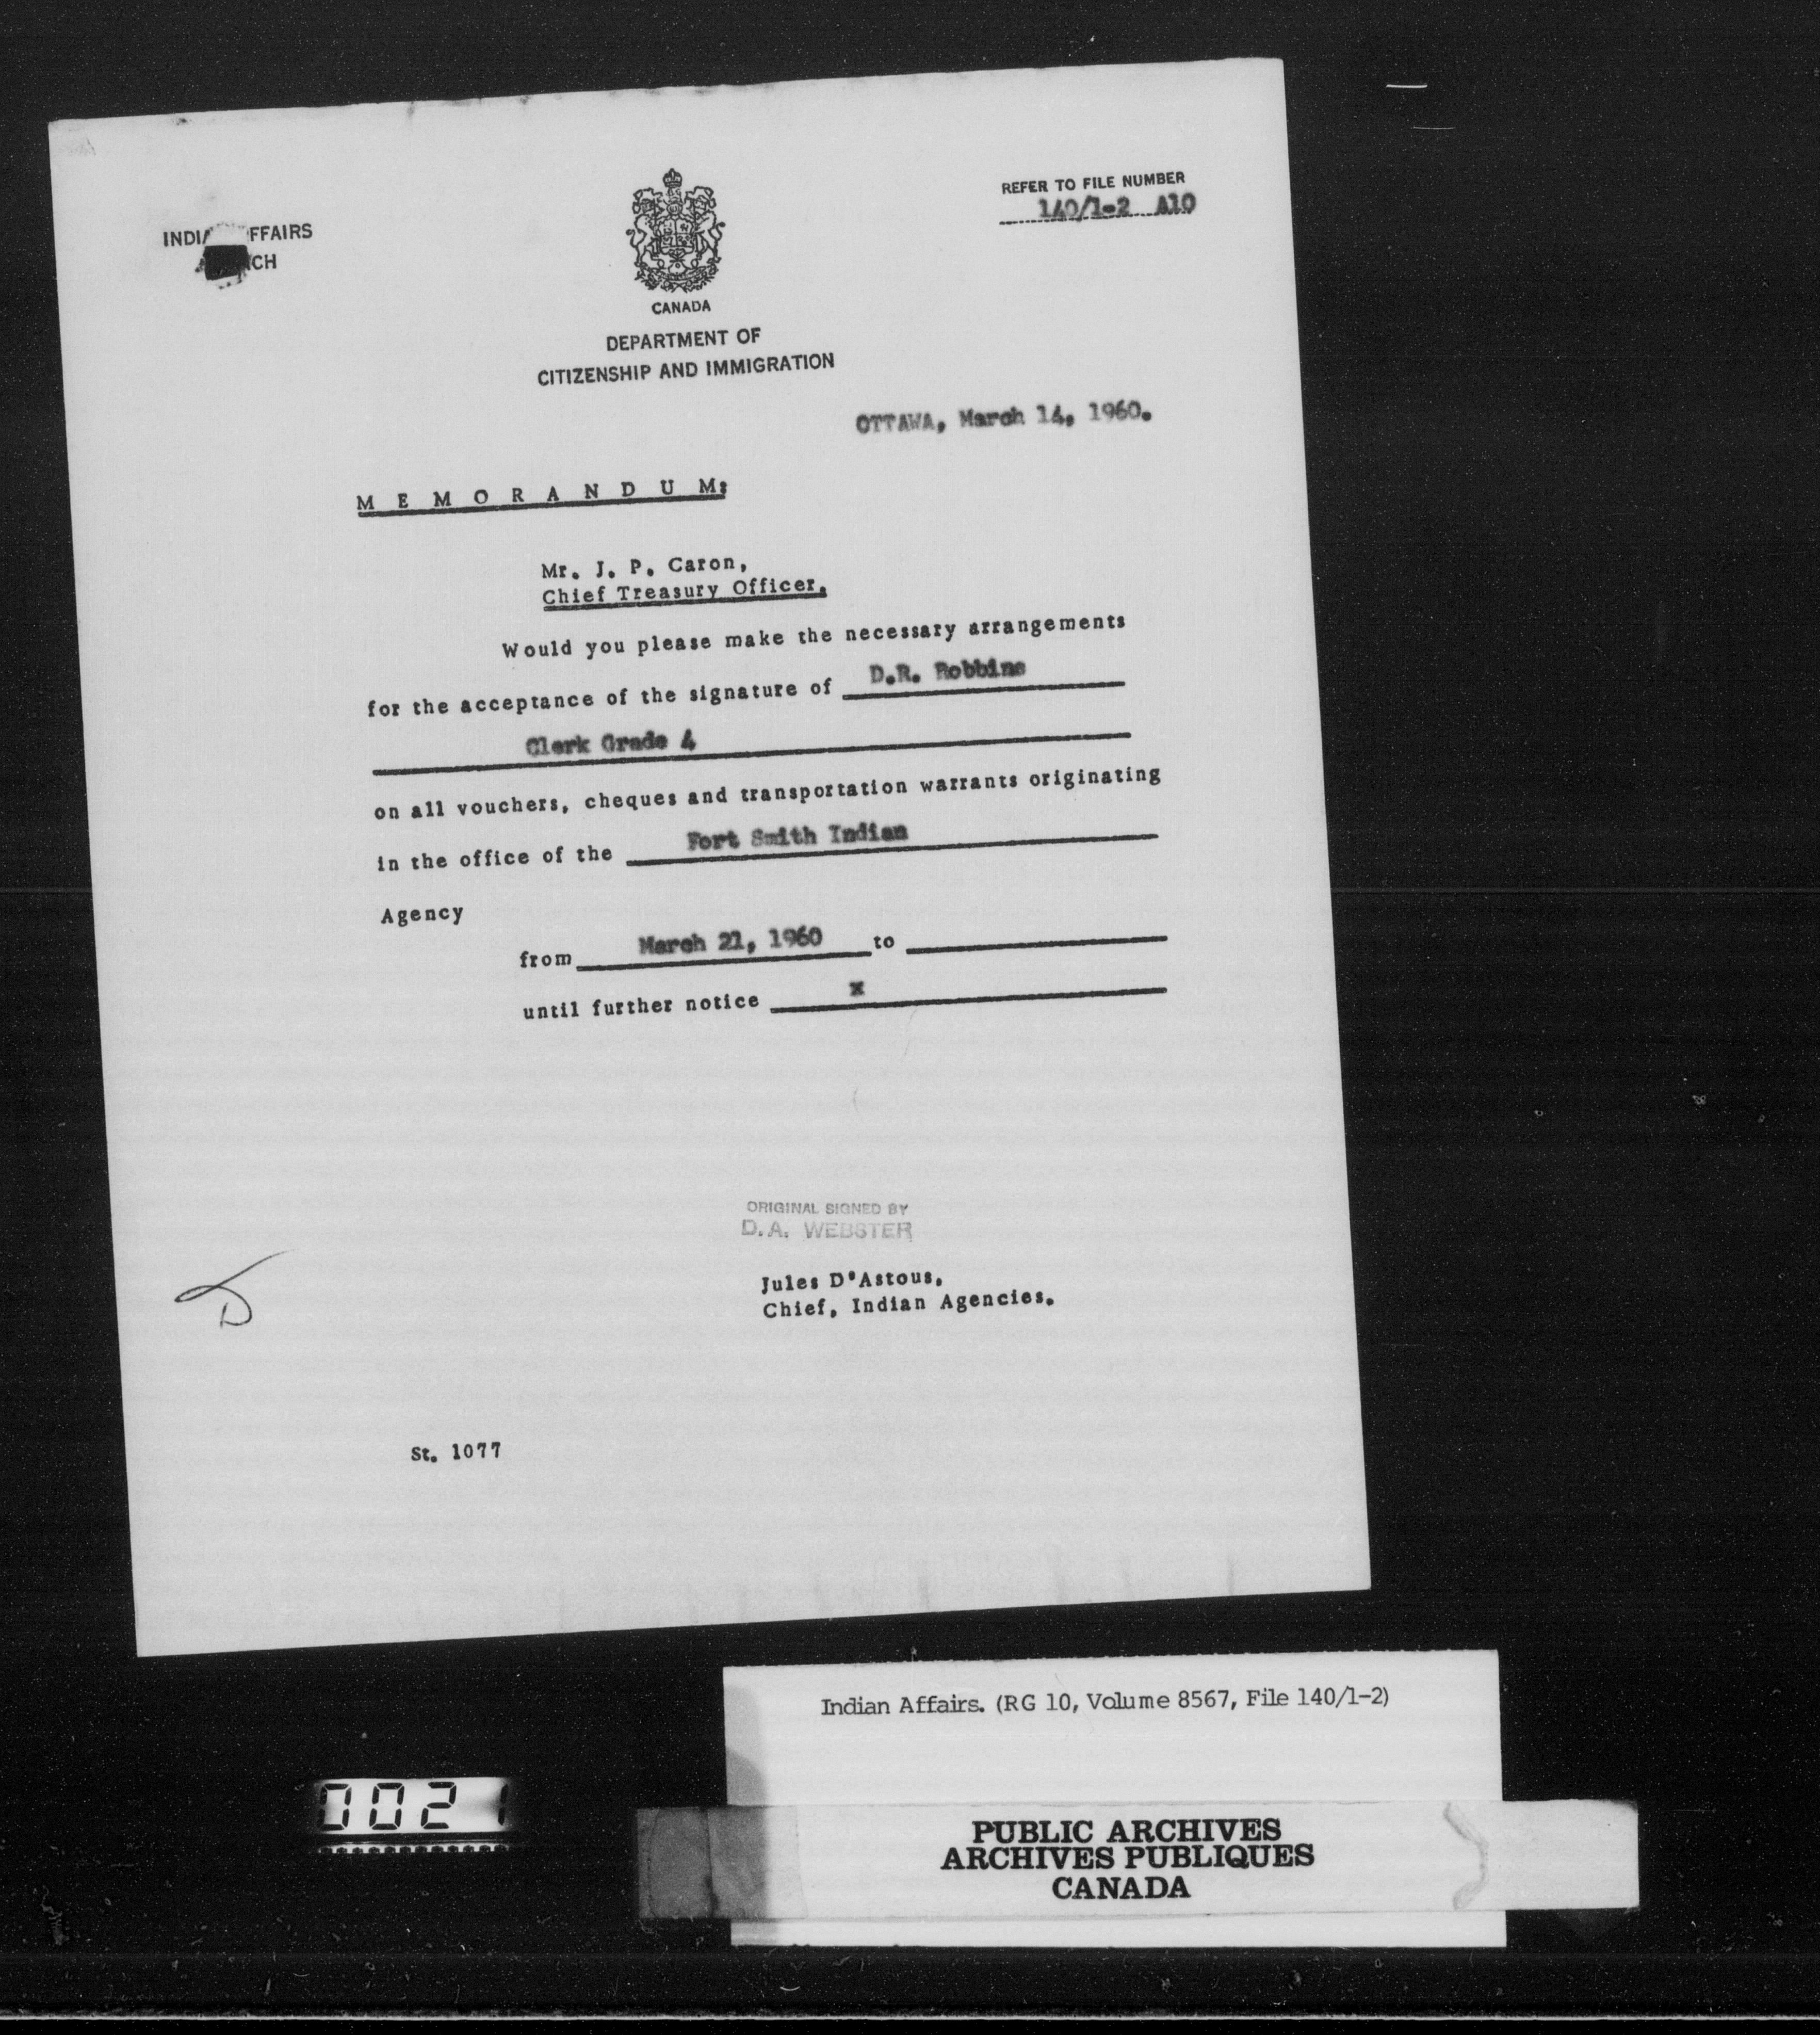 INDIAN AFFAIRS
BRANCH
REFER TO FILE NUMBER
140/1-2 A10
CANADA
DEPARTMENT OF
CITIZENSHIP AND IMMIGRATION
OTTAWA, March 14, 1960.
M E M O R A N D U M:
Mr. J. P. Caron,
Chief Treasury Officer.
Would you please make the necessary arrangements
for the acceptance of the signature of D.R. Robbins
Clerk Grade 4
on all vouchers, cheques and transportation warrants originating
in the office of the Fort Smith Indian
Agency
from March 21, 1960 to
until further notice x
ORIGINAL SIGNED BY
D.A. WEBSTER
Jules D'Astous,
Chief, Indian Agencies.
St. 1077
Indian Affairs. (RG 10, Volume 8567, File 140/1-2)
0021
PUBLIC ARCHIVES
ARCHIVES PUBLIQUES
CANADA